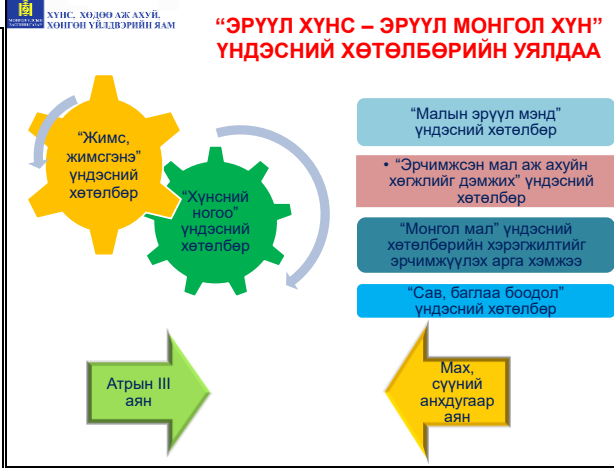 ХҮНС, ХӨДӨӨ АЖ АХУЙ,
ХӨНГӨН ҮЙЛДВЭРИЙН ЯАМ
“ЭРҮҮЛ ХҮНС – ЭРҮҮЛ МОНГОЛ ХҮН”
ҮНДЭСНИЙ ХӨТӨЛБӨРИЙН УЯЛДАА
“Жимс,
жимсгэнэ”
үндэсний
хөтөлбөр
“Хүнсний
ногоо”
үндэсний
хөтөлбөр
“Малын эрүүл мэнд”
үндэсний хөтөлбөр
• “Эрчимжсэн мал аж ахуйн
хөгжлийг дэмжих” үндэсний
хөтөлбөр
“Монгол мал” үндэсний
хөтөлбөрийн хэрэгжилтийг
эрчимжүүлэх арга хэмжээ
“Сав, баглаа боодол”
үндэсний хөтөлбөр
Атрын III
аян
Мах,
сүүний
анхдугаар
аян